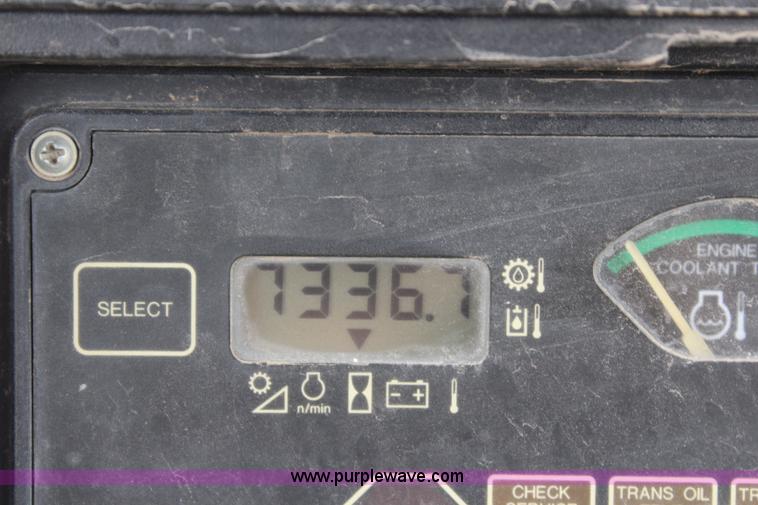 ENGINE
COOLANT
SELECT
7336.7
n/min
www.purplewave.com
CHECK
TRANS OIL